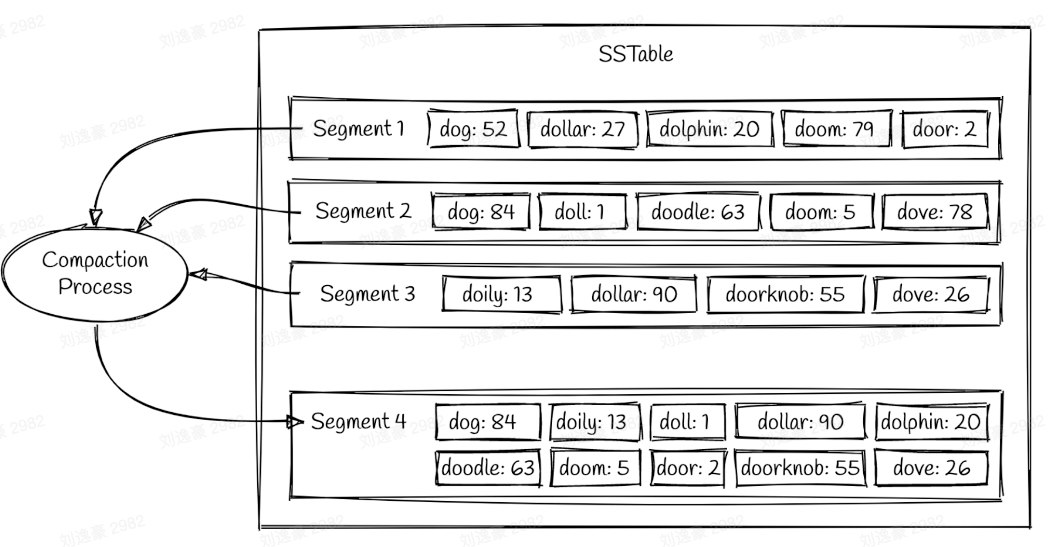 SSTable
Segment 1 dog: 52 dollar: 27 dolphin: 20 doom: 79 door: 2
Segment 2 dog: 84 doll: 1 doodle: 63 doom: 5 dove: 78
Compaction
Process
Segment 3 doily: 13 dollar: 90 doorknob: 55 dove: 26
Segment 4 dog: 84 doily: 13 doll: 1 dollar: 90 dolphin: 20
doodle: 63 doom: 5 door: 2 doorknob: 55 dove: 26
刘逸豪 2982